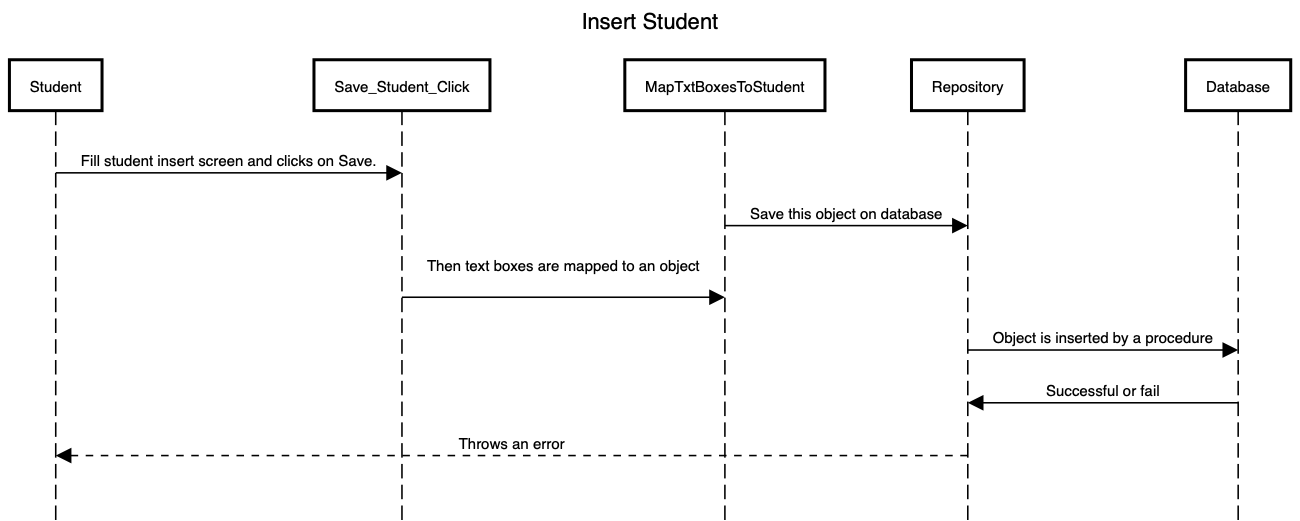 Insert Student
Student
Save_Student_Click
MapTxtBoxesToStudent
Repository
Database
Fill student insert screen and clicks on Save.
Save this object on database
Then text boxes are mapped to an object
Object is inserted by a procedure
Successful or fail
Throws an error